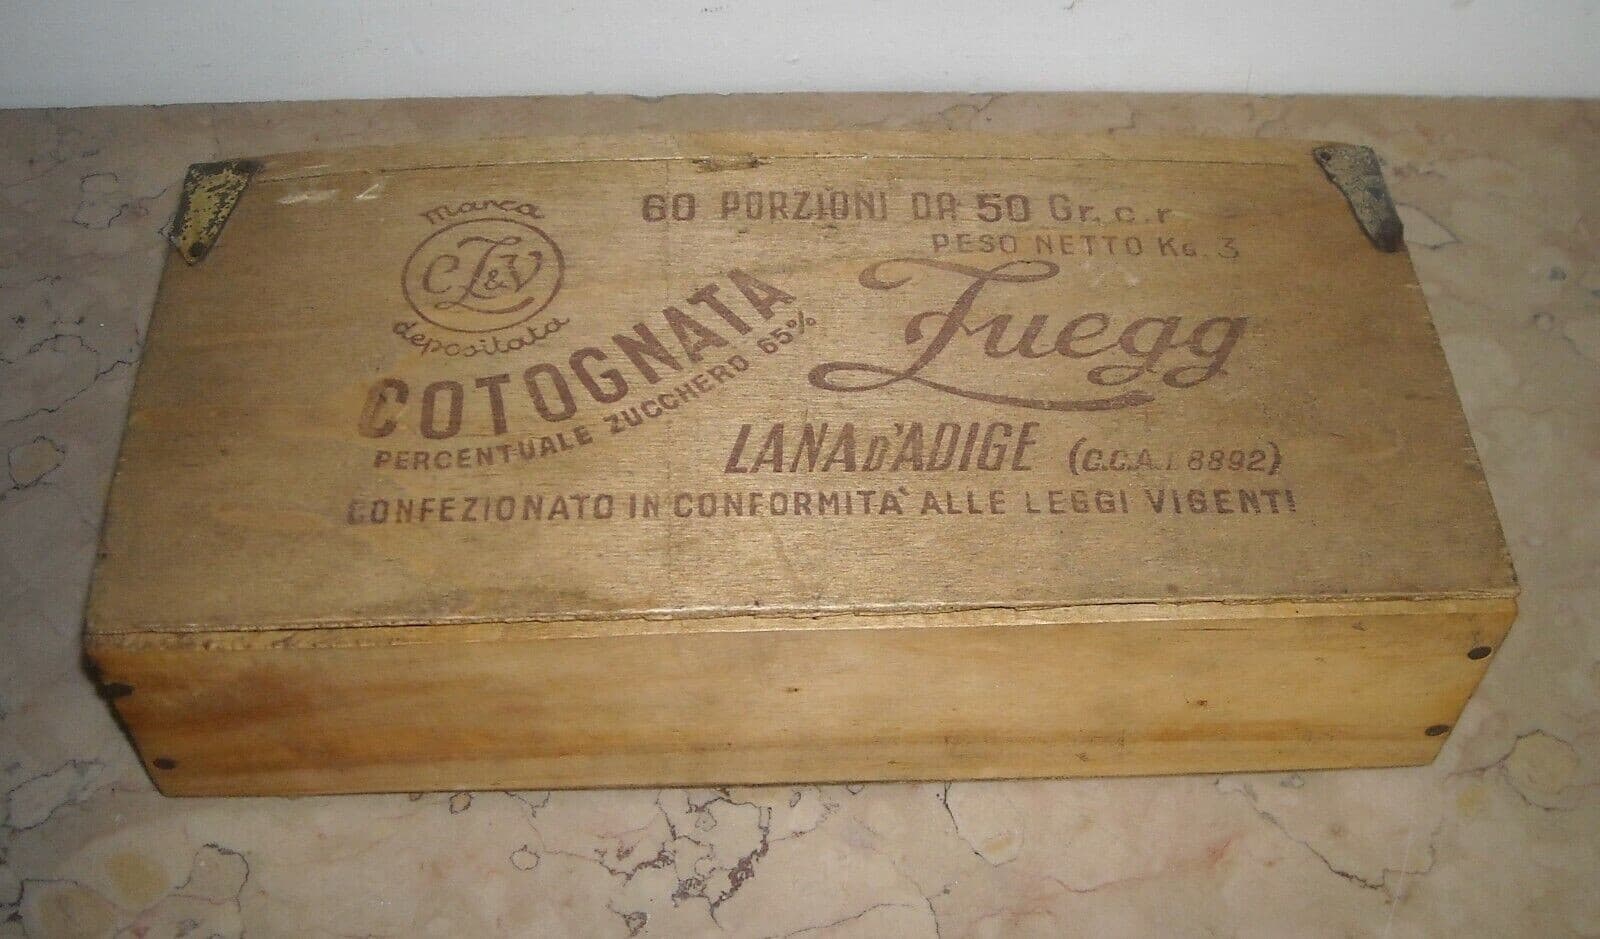 marca
C Z & V
depositata
60 PORZIONI DA 50 Gr. c. r
PESO NETTO KG. 3
COTOGNATA
PERCENTUALE ZUCCHERO 65%
Zuegg
LANA D'ADIGE (C.C.A.I 8892)
CONFEZIONATO IN CONFORMITA' ALLE LEGGI VIGENTI